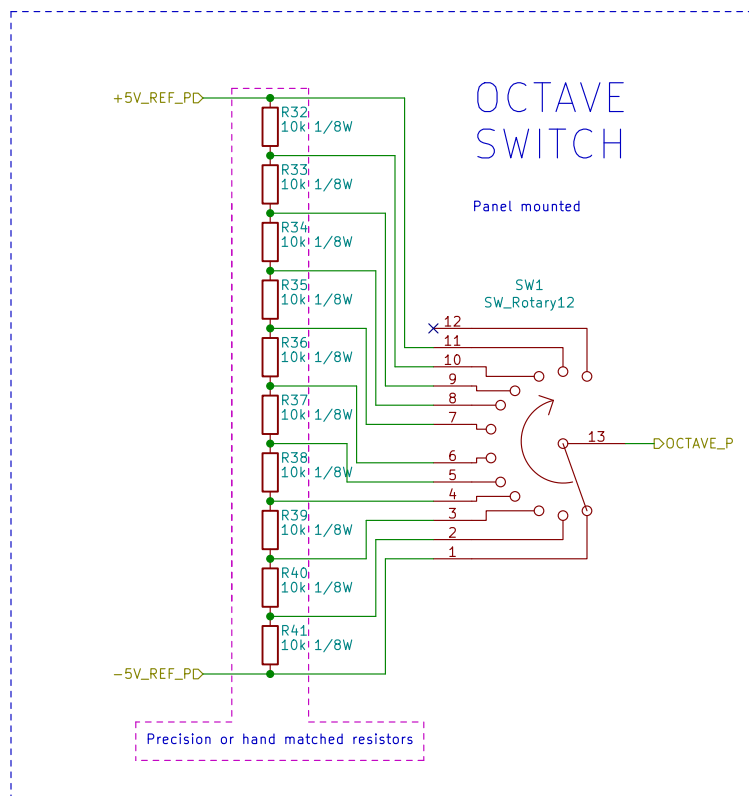 +5V_REF_P
OCTAVE
SWITCH
Panel mounted
R32
10k 1/8W
R33
10k 1/8W
R34
10k 1/8W
R35
10k 1/8W
R36
10k 1/8W
R37
10k 1/8W
R38
10k 1/8W
R39
10k 1/8W
R40
10k 1/8W
R41
10k 1/8W
-5V_REF_P
Precision or hand matched resistors
SW1
SW_Rotary12
12
11
10
9
8
7
6
5
4
3
2
1
13
OCTAVE_P